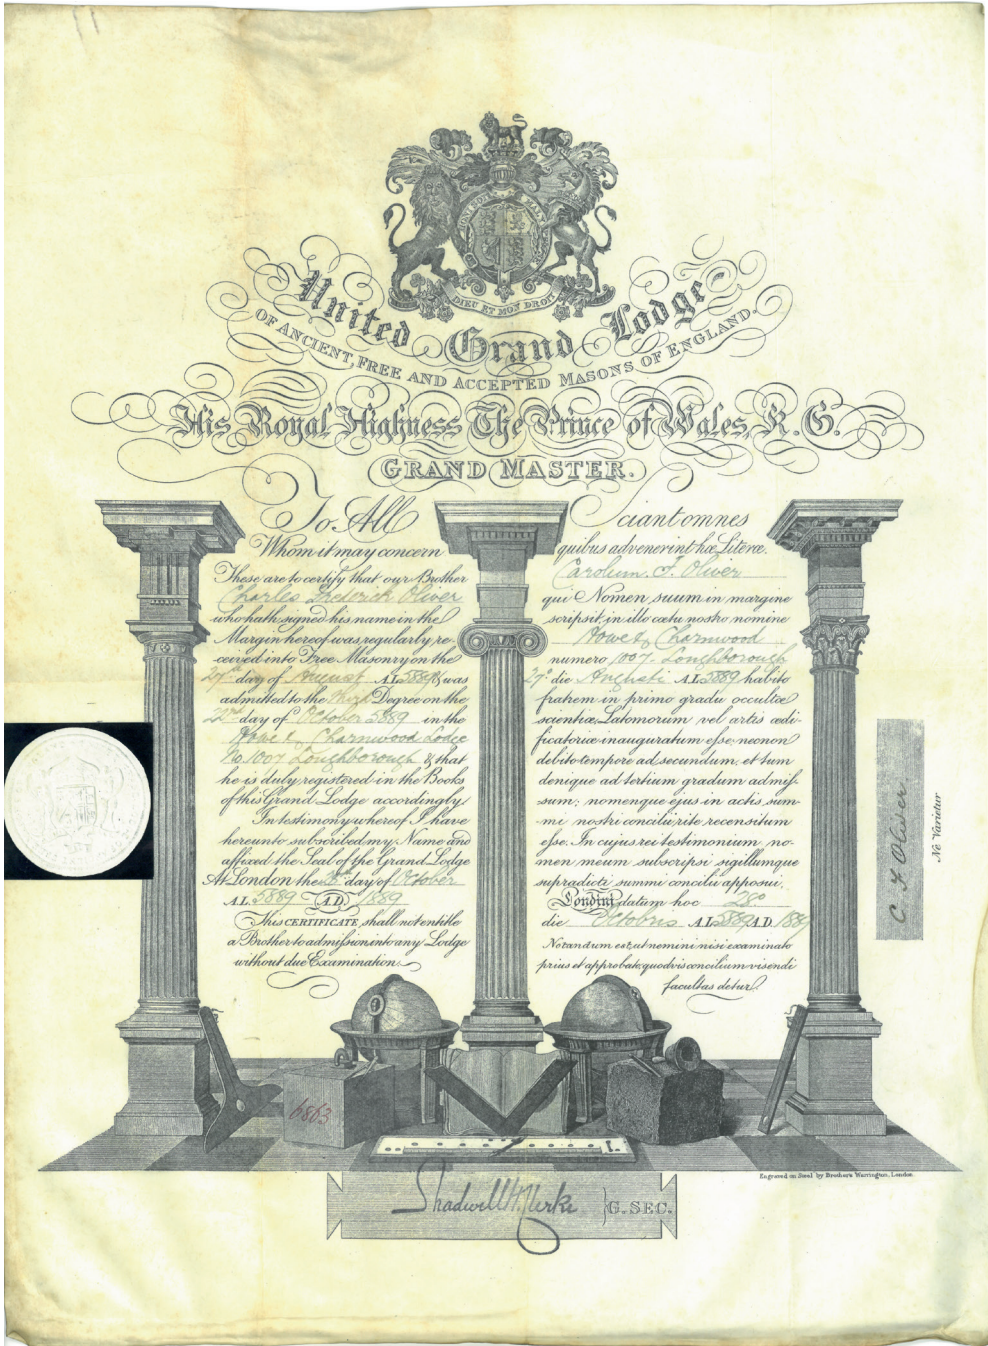 HONI SOIT QUI MAL Y
DIEU ET MON DROIT
United Grand Lodge
OF ANCIENT, FREE AND ACCEPTED MASONS OF ENGLAND.
His Royal Highness The Prince of Wales, K. G.
GRAND MASTER.
To All
Whom it may concern
These are to certify that our Brother
Charles Frederick Oliver
who hath signed his name in the
Margin hereof was regularly re-
ceived into Free Masonry on the
27th day of August A.L. 5889 & was
admitted to the third Degree on the
22nd day of October 5889 in the
Howe & Charnwood Lodge
No. 1007 Loughborough & that
he is duly registered in the Books
of this Grand Lodge accordingly.
In testimony whereof I have
hereunto subscribed my Name and
affixed the Seal of the Grand Lodge
At London the 28th day of October
A.L. 5889 A.D. 1889
This CERTIFICATE shall not entitle
a Brother to admission into any Lodge
without due Examination.
Sciant omnes
quibus advenerint hæ Literæ,
Carolum. F. Oliver
qui Nomen suum in margine
scripsit, in illo cœtu nostro nomine
Howe & Charnwood
numero 1007 Loughborough
27º die Augusti A.L. 5889 habito
fratrem in primo gradu occultæ
scientiæ Latomorum vel artis ædi-
ficatoriæ inauguratum esse, necnon
debito tempore ad secundum, et tum
denique ad tertium gradum admis-
sum; nomenque ejus in actis sum-
mi nostri concilii rite recensitum
esse. In cujus rei testimonium no-
men meum subscripsi sigillumque
supradicti summi concilii apposui,
Londini datum hoc 28º
die Octobris A.L. 5889 A.D. 1889
Notandum est, ut nemini nisi examinato
prius et approbato, quodvis concilium visendi
facultas detur.
C. F. Oliver
Ne Varietur
6863
Engraved on Steel by Brothers Warrington, London.
Shadwell H. Clerke } G. SEC.